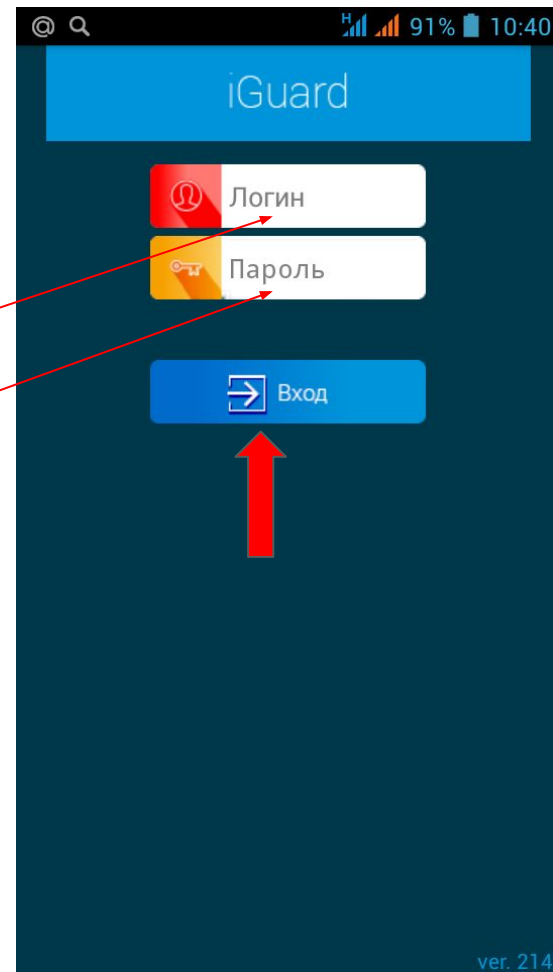 @ H 91% 10:40
iGuard
Логин
Пароль
Вход
ver. 214